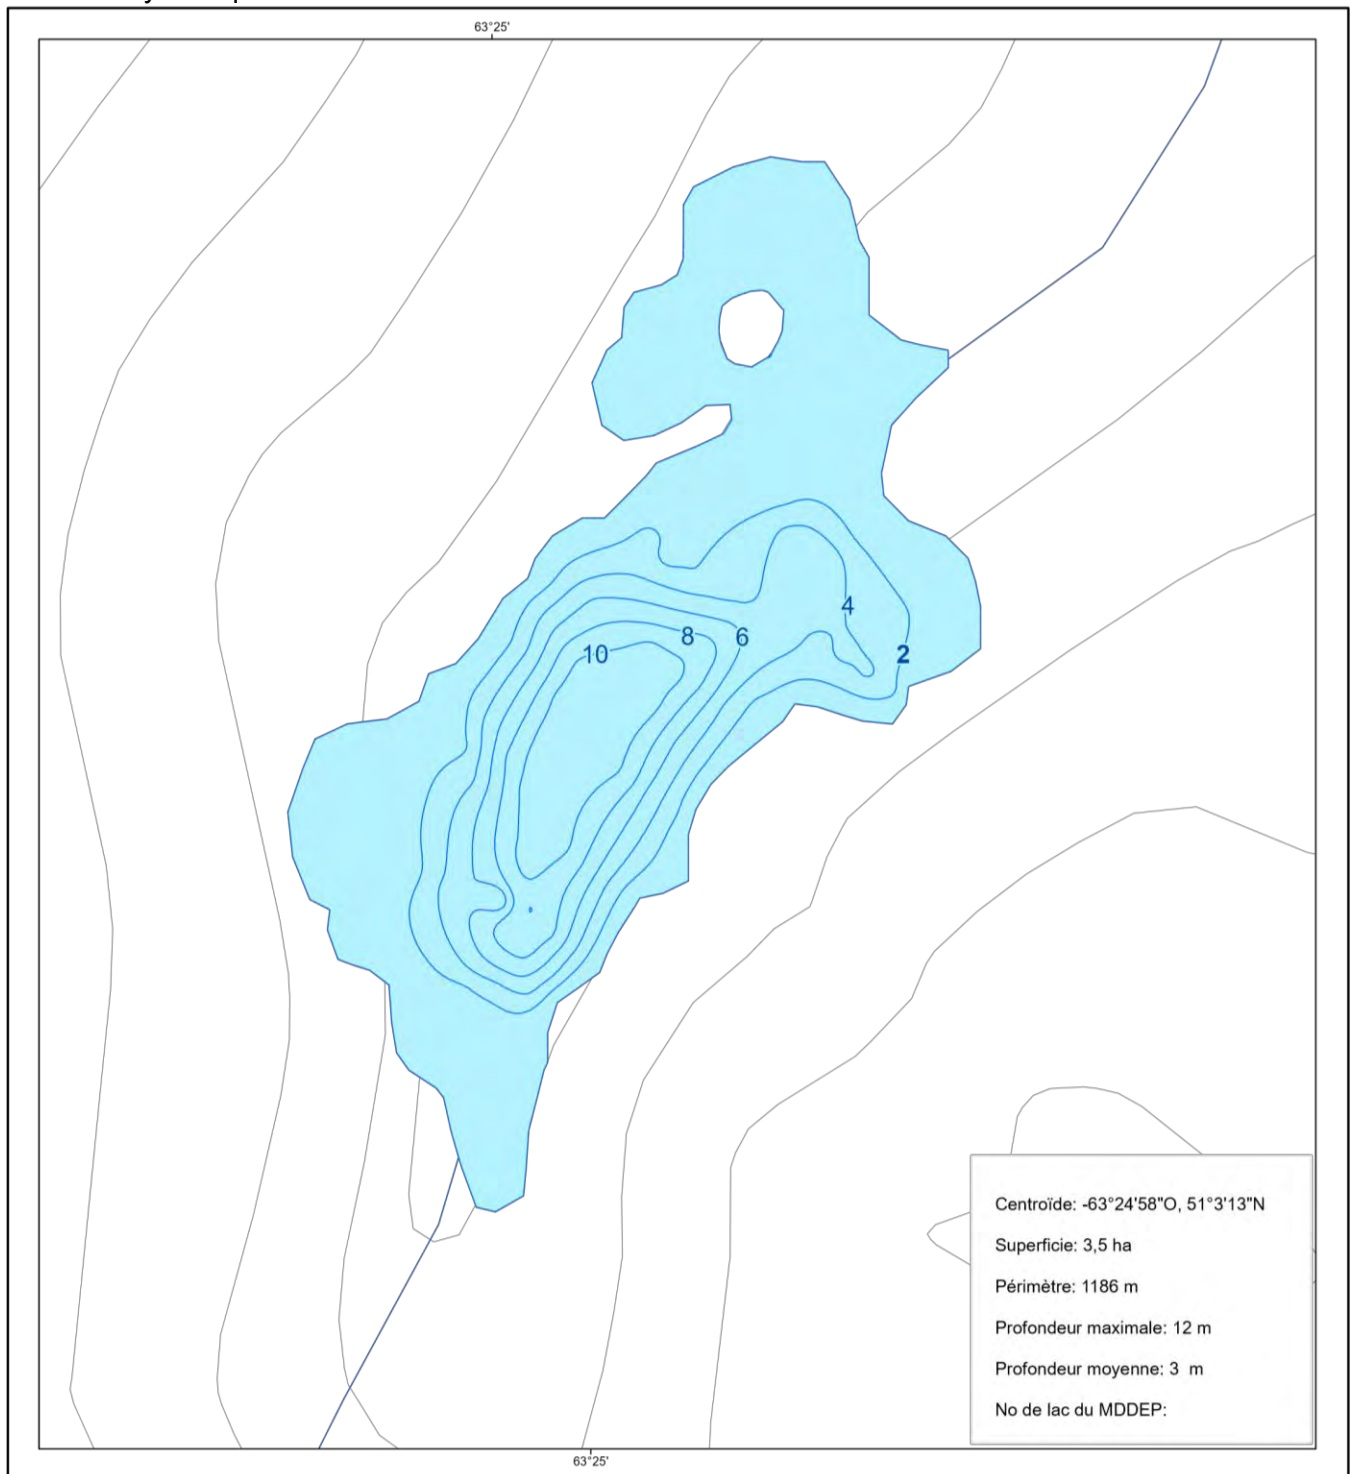 63°25'
4
8
6
10
2
Centroïde: -63°24'58"O, 51°3'13"N
Superficie: 3,5 ha
Périmètre: 1186 m
Profondeur maximale: 12 m
Profondeur moyenne: 3 m
No de lac du MDDEP:
63°25'